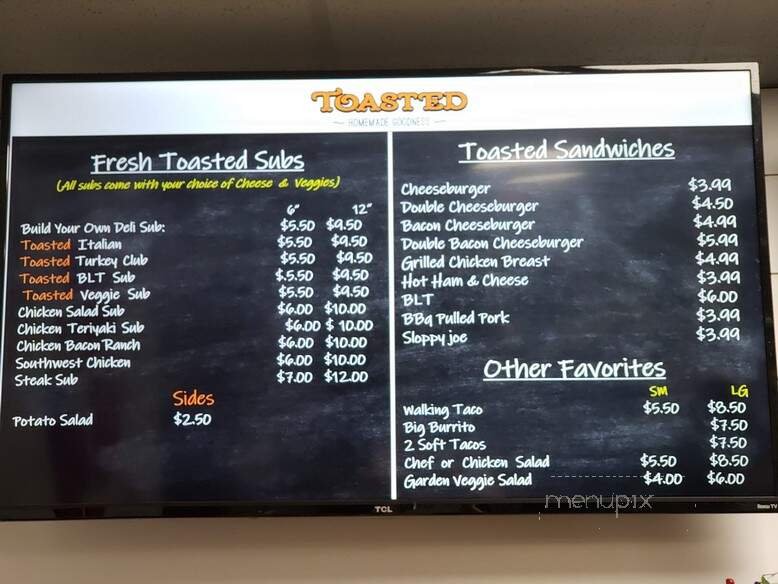 TOASTED
HOMEMADE GOODNESS
Fresh Toasted Subs
(All subs come with your choice of Cheese & Veggies)
6" 12"
Build Your Own Deli Sub: $5.50 $9.50
Toasted Italian $5.50 $9.50
Toasted Turkey Club $5.50 $9.50
Toasted BLT Sub $5.50 $9.50
Toasted Veggie Sub $5.50 $9.50
Chicken Salad Sub $6.00 $10.00
Chicken Teriyaki Sub $6.00 $10.00
Chicken Bacon Ranch $6.00 $10.00
Southwest Chicken $6.00 $10.00
Steak Sub $7.00 $12.00
Sides
Potato Salad $2.50
Toasted Sandwiches
Cheeseburger $3.99
Double Cheeseburger $4.50
Bacon Cheeseburger $4.99
Double Bacon Cheeseburger $5.99
Grilled Chicken Breast $4.99
Hot Ham & Cheese $3.99
BLT $6.00
BBq Pulled Pork $3.99
Sloppy joe $3.99
Other Favorites
SM LG
Walking Taco $5.50 $8.50
Big Burrito $7.50
2 Soft Tacos $7.50
Chef or Chicken Salad $5.50 $8.50
Garden Veggie Salad $4.00 $6.00
menupix
TCL
Roku TV